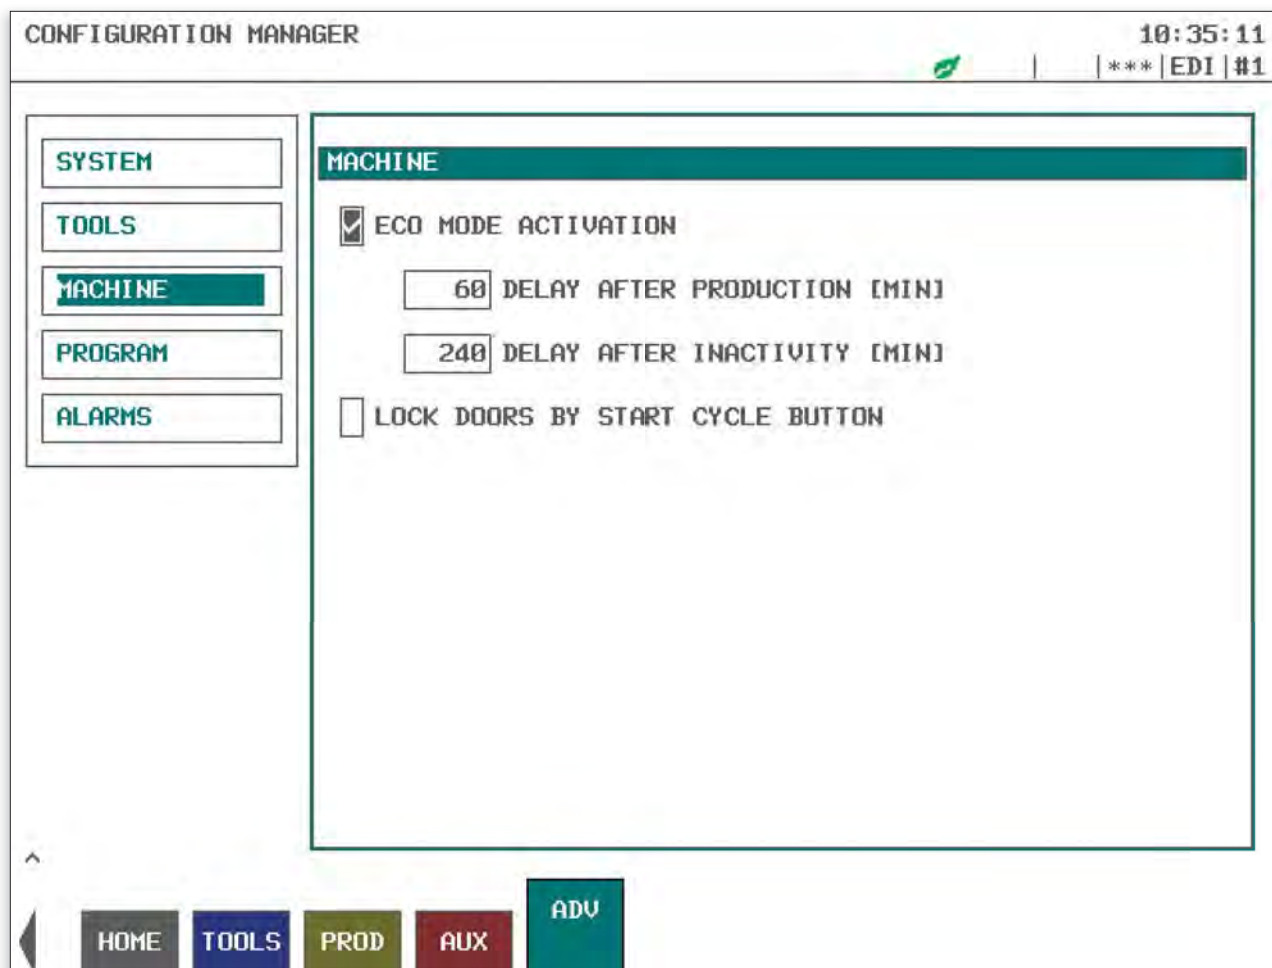 CONFIGURATION MANAGER 10:35:11
| |***|EDI|#1
SYSTEM
TOOLS
MACHINE
PROGRAM
ALARMS
MACHINE
ECO MODE ACTIVATION
60 DELAY AFTER PRODUCTION [MIN]
240 DELAY AFTER INACTIVITY [MIN]
LOCK DOORS BY START CYCLE BUTTON
^
HOME TOOLS PROD AUX ADV